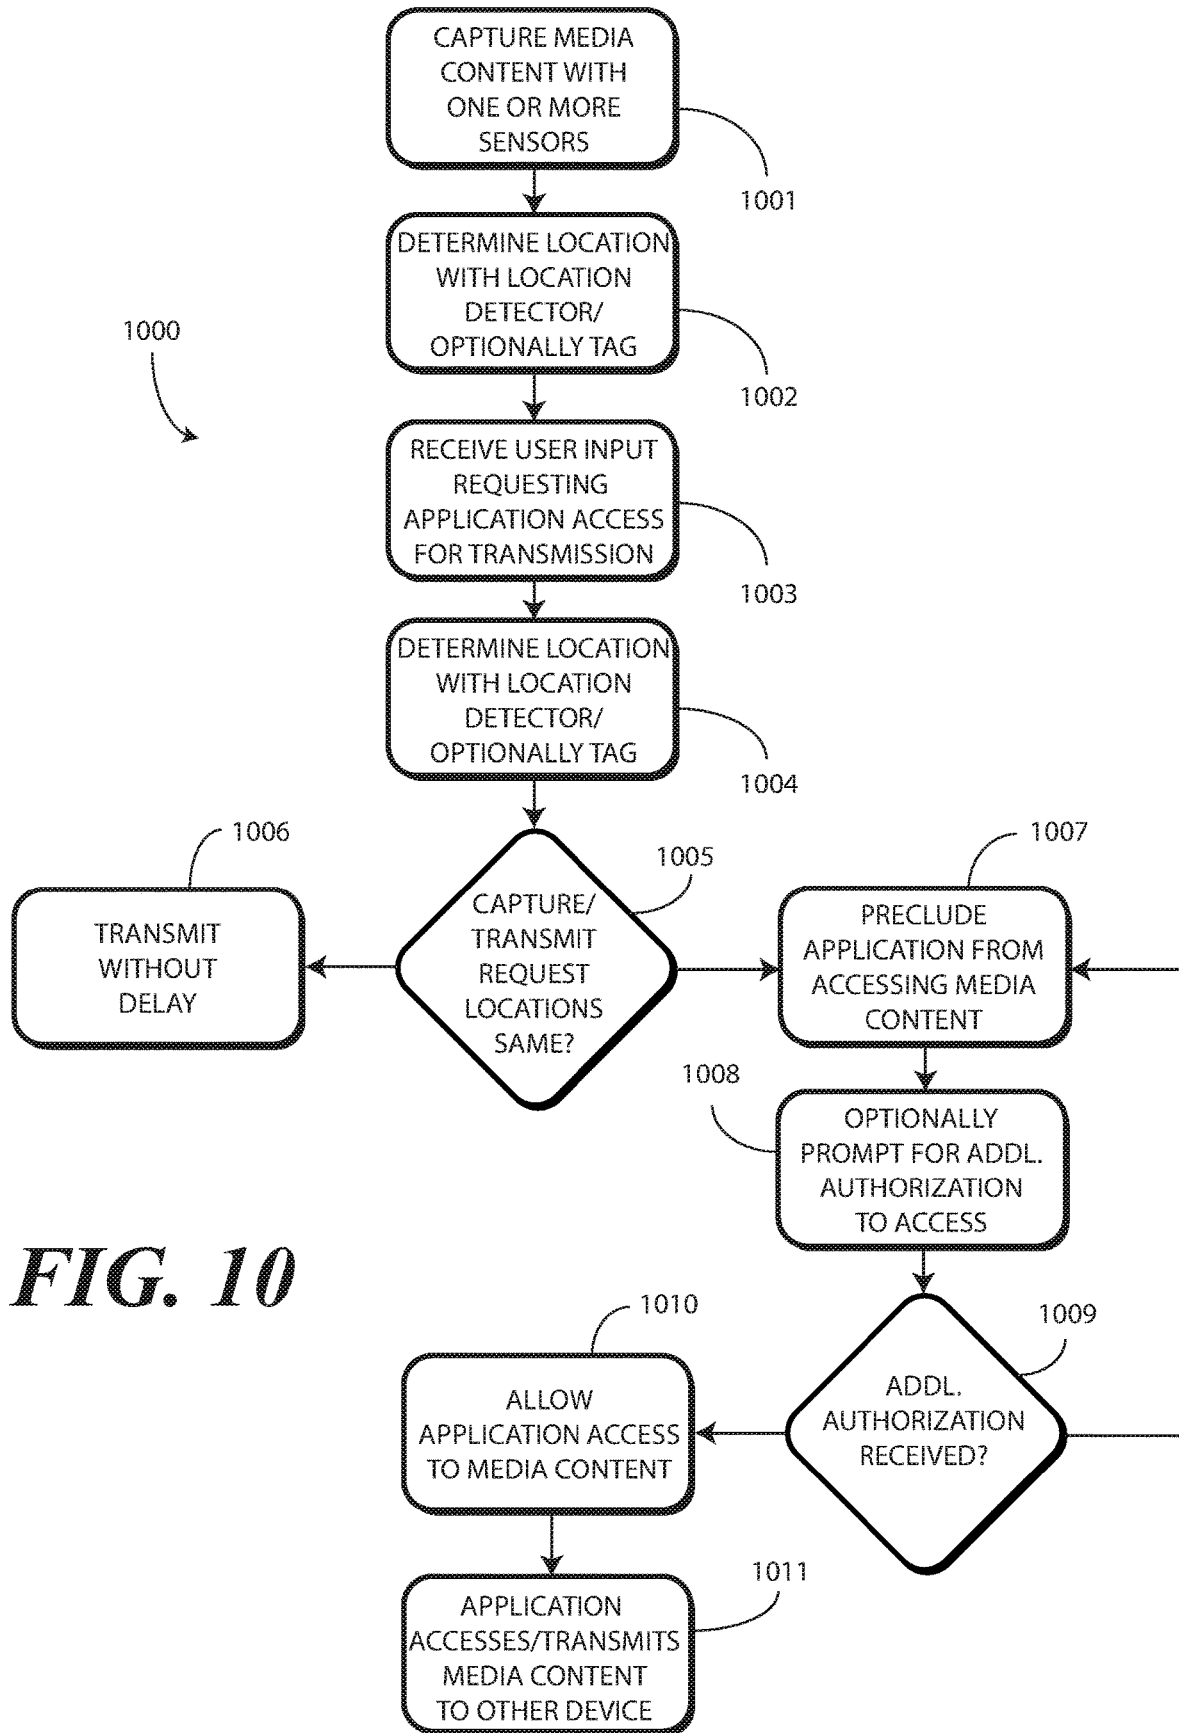 CAPTURE MEDIA
CONTENT WITH
ONE OR MORE
SENSORS
1001
DETERMINE LOCATION
WITH LOCATION
DETECTOR/
OPTIONALLY TAG
1002
1000
RECEIVE USER INPUT
REQUESTING
APPLICATION ACCESS
FOR TRANSMISSION
1003
DETERMINE LOCATION
WITH LOCATION
DETECTOR/
OPTIONALLY TAG
1004
1006
TRANSMIT
WITHOUT
DELAY
1005
CAPTURE/
TRANSMIT
REQUEST
LOCATIONS
SAME?
1007
PRECLUDE
APPLICATION FROM
ACCESSING MEDIA
CONTENT
1008
OPTIONALLY
PROMPT FOR ADDL.
AUTHORIZATION
TO ACCESS
FIG. 10
1009
ADDL.
AUTHORIZATION
RECEIVED?
1010
ALLOW
APPLICATION ACCESS
TO MEDIA CONTENT
1011
APPLICATION
ACCESSES/TRANSMITS
MEDIA CONTENT
TO OTHER DEVICE